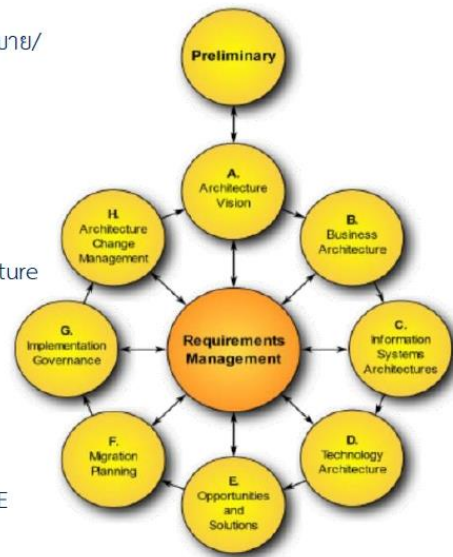 Preliminary
A.
Architecture
Vision
B.
Business
Architecture
C.
Information
Systems
Architectures
D.
Technology
Architecture
E.
Opportunities
and
Solutions
F.
Migration
Planning
G.
Implementation
Governance
H.
Architecture
Change
Management
Requirements
Management